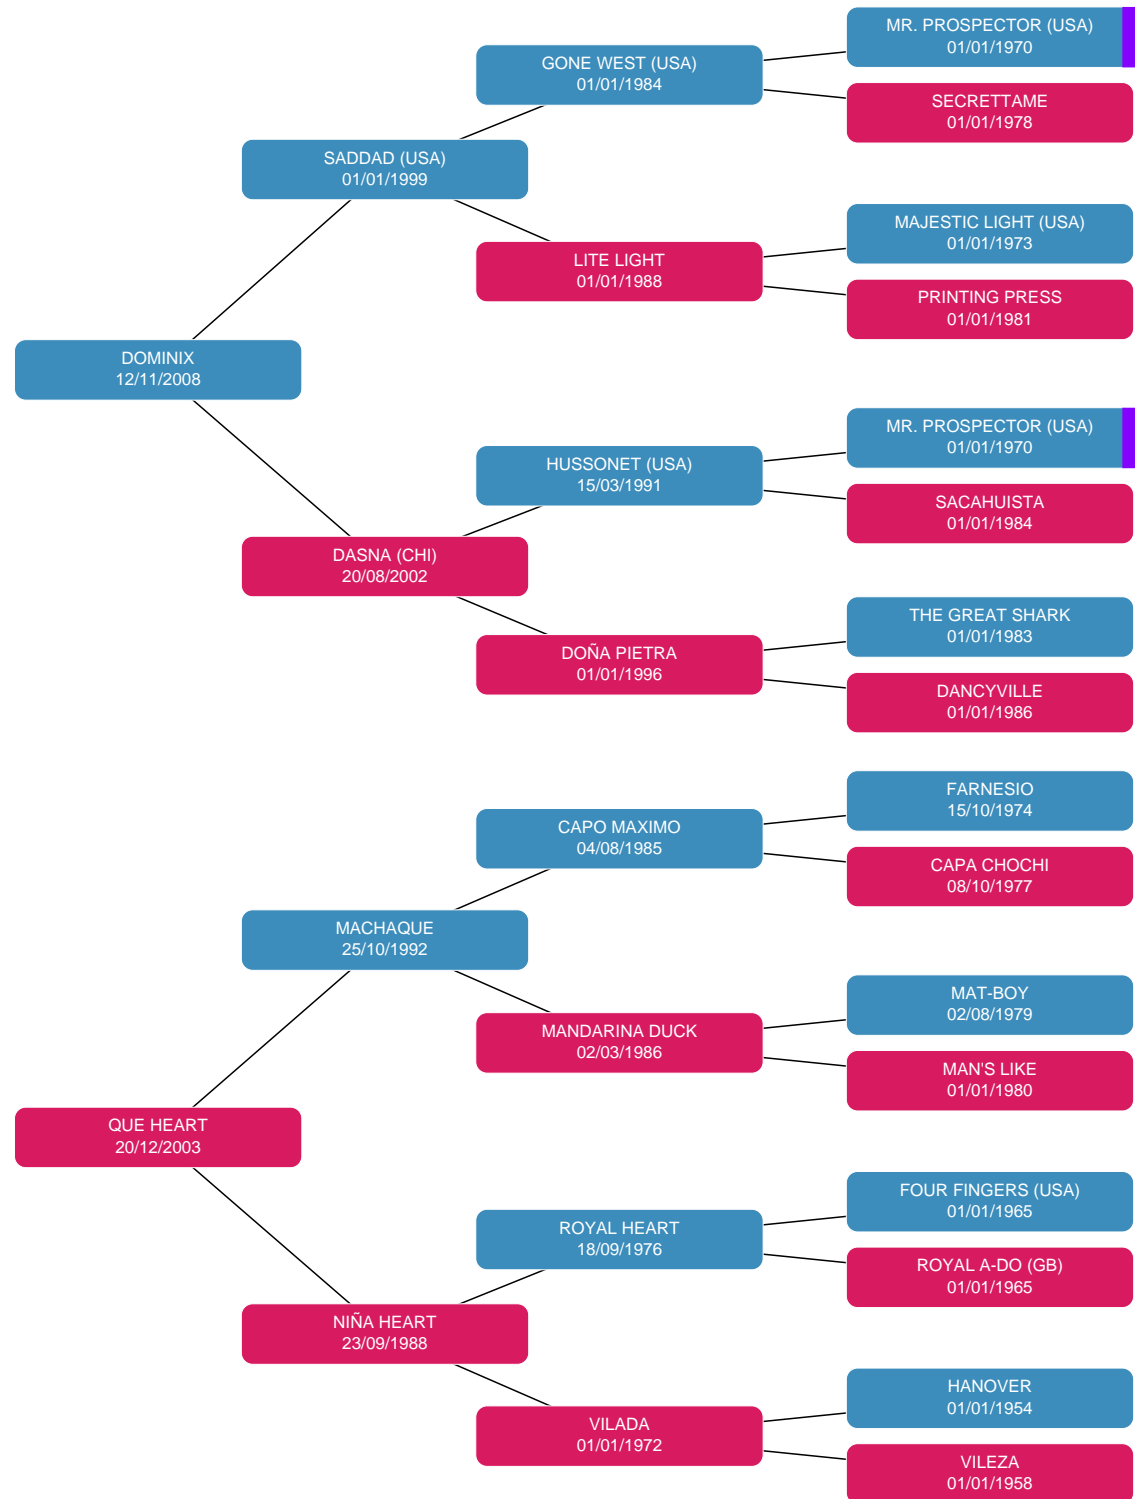 MR. PROSPECTOR (USA)
01/01/1970
GONE WEST (USA)
01/01/1984
SECRETTAME
01/01/1978
SADDAD (USA)
01/01/1999
MAJESTIC LIGHT (USA)
01/01/1973
LITE LIGHT
01/01/1988
PRINTING PRESS
01/01/1981
DOMINIX
12/11/2008
MR. PROSPECTOR (USA)
01/01/1970
HUSSONET (USA)
15/03/1991
SACAHUISTA
01/01/1984
DASNA (CHI)
20/08/2002
THE GREAT SHARK
01/01/1983
DOÑA PIETRA
01/01/1996
DANCYVILLE
01/01/1986
FARNESIO
15/10/1974
CAPO MAXIMO
04/08/1985
CAPA CHOCHI
08/10/1977
MACHAQUE
25/10/1992
MAT-BOY
02/08/1979
MANDARINA DUCK
02/03/1986
MAN'S LIKE
01/01/1980
QUE HEART
20/12/2003
FOUR FINGERS (USA)
01/01/1965
ROYAL HEART
18/09/1976
ROYAL A-DO (GB)
01/01/1965
NIÑA HEART
23/09/1988
HANOVER
01/01/1954
VILADA
01/01/1972
VILEZA
01/01/1958